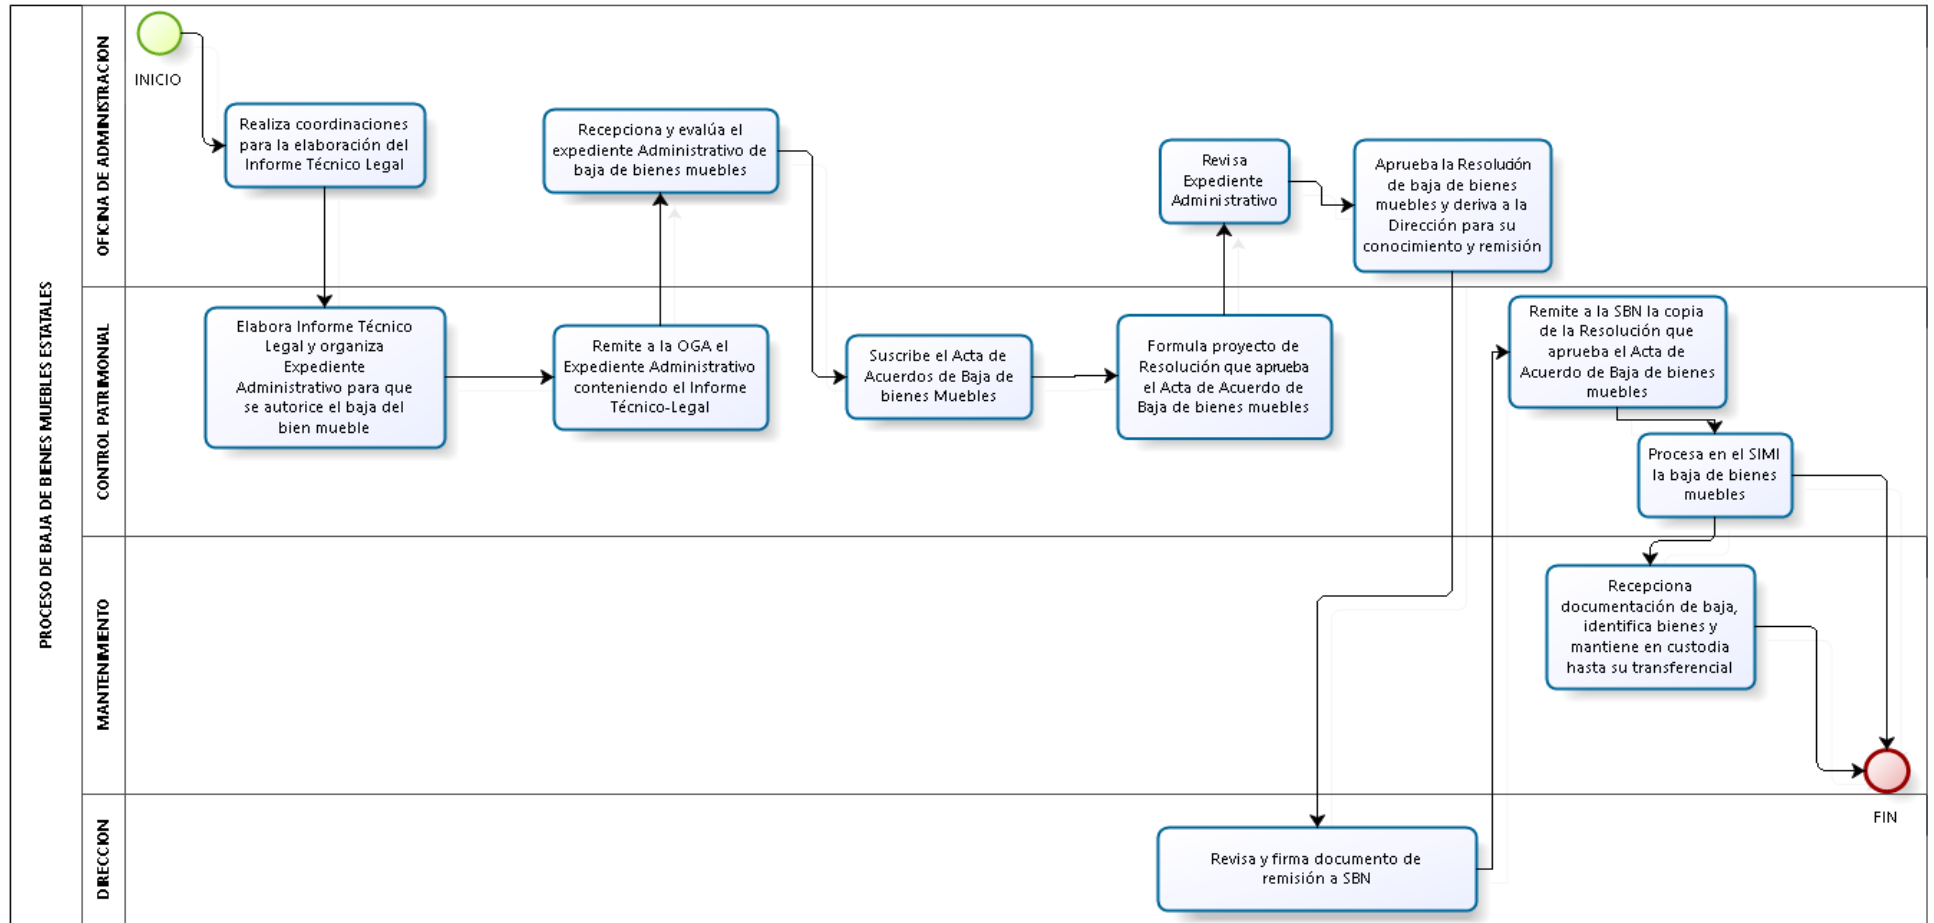 PROCESO DE BAJA DE BIENES MUEBLES ESTATALES
OFICINA DE ADMINISTRACION
INICIO
Realiza coordinaciones
para la elaboración del
Informe Técnico Legal
Recepciona y evalúa el
expediente Administrativo de
baja de bienes muebles
Revisa
Expediente
Administrativo
Aprueba la Resolución
de baja de bienes
muebles y deriva a la
Dirección para su
conocimiento y remisión
CONTROL PATRIMONIAL
Elabora Informe Técnico
Legal y organiza
Expediente
Administrativo para que
se autorice el baja del
bien mueble
Remite a la OGA el
Expediente Administrativo
conteniendo el Informe
Técnico-Legal
Suscribe el Acta de
Acuerdos de Baja de
bienes Muebles
Formula proyecto de
Resolución que aprueba
el Acta de Acuerdo de
Baja de bienes muebles
Remite a la SBN la copia
de la Resolución que
aprueba el Acta de
Acuerdo de Baja de bienes
muebles
Procesa en el SIMI
la baja de bienes
muebles
MANTENIMIENTO
Recepciona
documentación de baja,
identifica bienes y
mantiene en custodia
hasta su transferencial
FIN
DIRECCION
Revisa y firma documento de
remisión a SBN